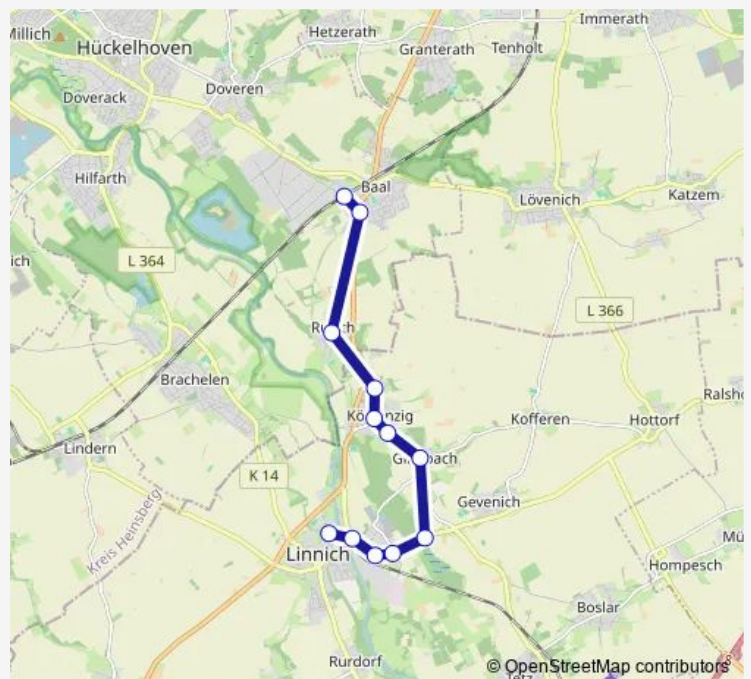 Immerath
Millich
Hetzerath
Hückelhoven
Granterath
Tenholt
Doveren
Doverack
Hilfarth
Baal
Katzem
Lövenich
L 364
L 366
Brachelen
Ralsho
Kofferen
Hottorf
Lindern
K 14
Gevenich
Kreis Heinsberg
Linnich
Hompesch
Boslar
Rurdorf
© OpenStreetMap contributors